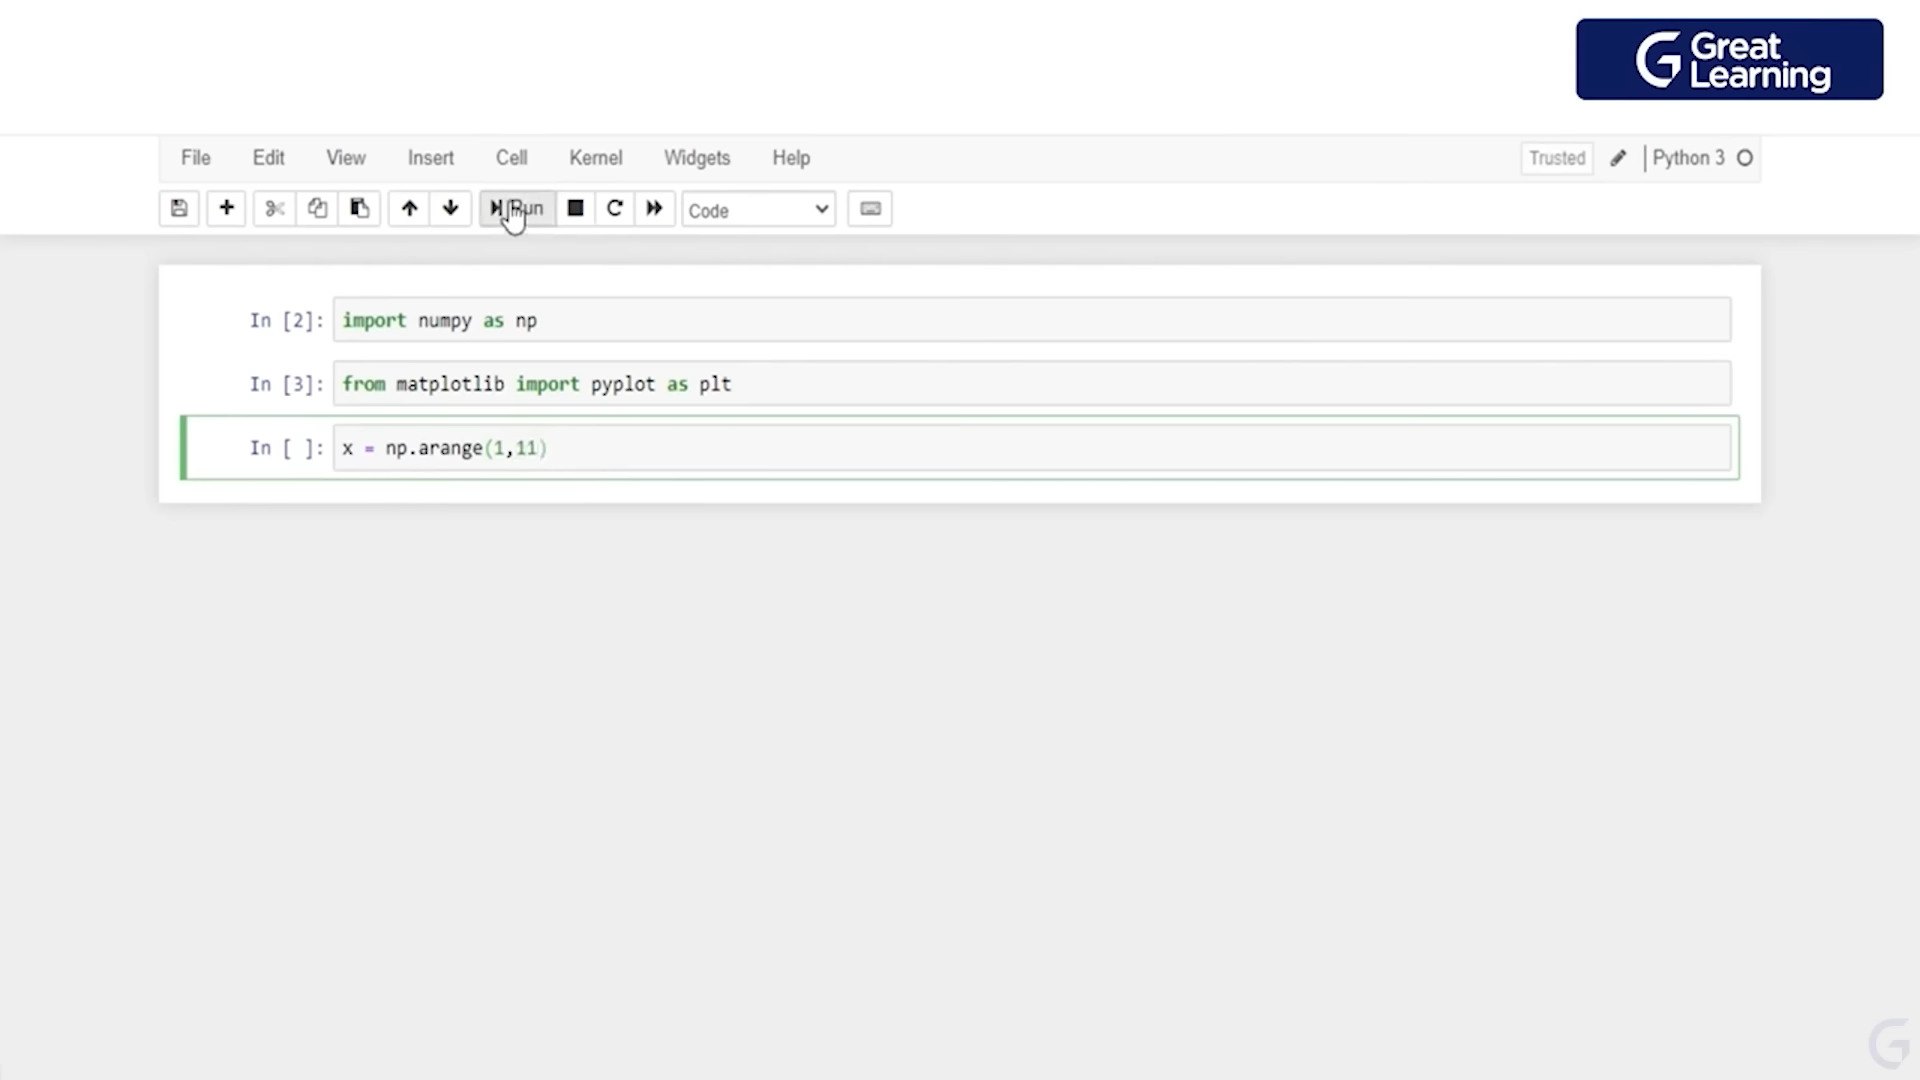 Great
Learning
File Edit View Insert Cell Kernel Widgets Help Trusted Python 3
Run Code
In [2]: import numpy as np
In [3]: from matplotlib import pyplot as plt
In [ ]: x = np.arange(1,11)